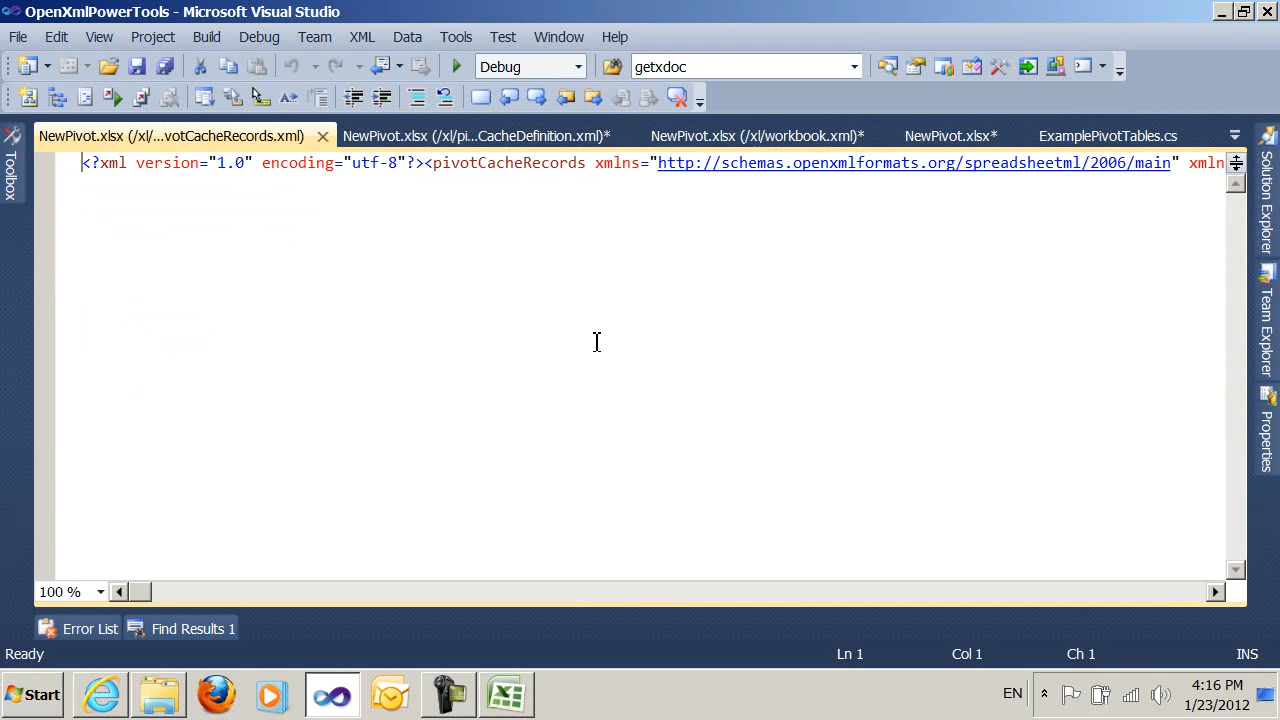 OpenXmlPowerTools - Microsoft Visual Studio
File Edit View Project Build Debug Team XML Data Tools Test Window Help
Debug getxdoc
NewPivot.xlsx (/xl/...votCacheRecords.xml) NewPivot.xlsx (/xl/pi...CacheDefinition.xml)* NewPivot.xlsx (/xl/workbook.xml)* NewPivot.xlsx* ExamplePivotTables.cs
Toolbox
<?xml version="1.0" encoding="utf-8"?><pivotCacheRecords xmlns="http://schemas.openxmlformats.org/spreadsheetml/2006/main" xmln
Solution Explorer
Team Explorer
Properties
100 %
Error List Find Results 1
Ready Ln 1 Col 1 Ch 1 INS
Start EN 4:16 PM
1/23/2012